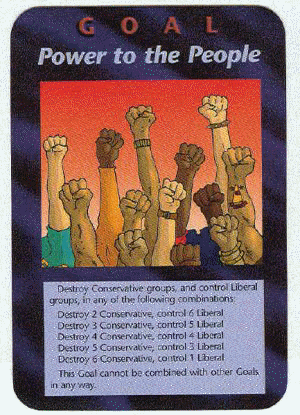 GOAL
Power to the People
Destroy Conservative groups, and control Liberal
groups, in any of the following combinations:
Destroy 2 Conservative, control 6 Liberal
Destroy 3 Conservative, control 5 Liberal
Destroy 4 Conservative, control 4 Liberal
Destroy 5 Conservative, control 3 Liberal
Destroy 6 Conservative, control 1 Liberal
This Goal cannot be combined with other Goals
in any way.